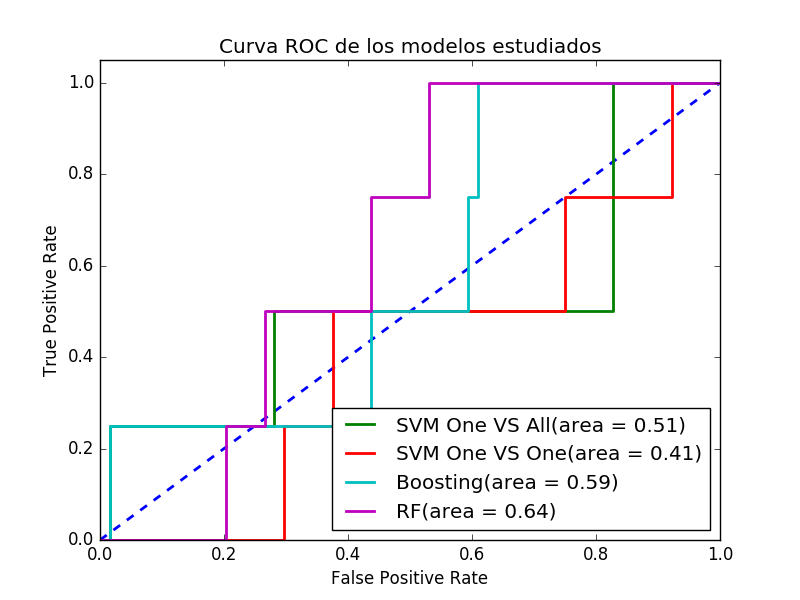 Curva ROC de los modelos estudiados
1.0
0.8
0.6
0.4
0.2
0.0
True Positive Rate
SVM One VS All(area = 0.51)
SVM One VS One(area = 0.41)
Boosting(area = 0.59)
RF(area = 0.64)
0.0 0.2 0.4 0.6 0.8 1.0
False Positive Rate